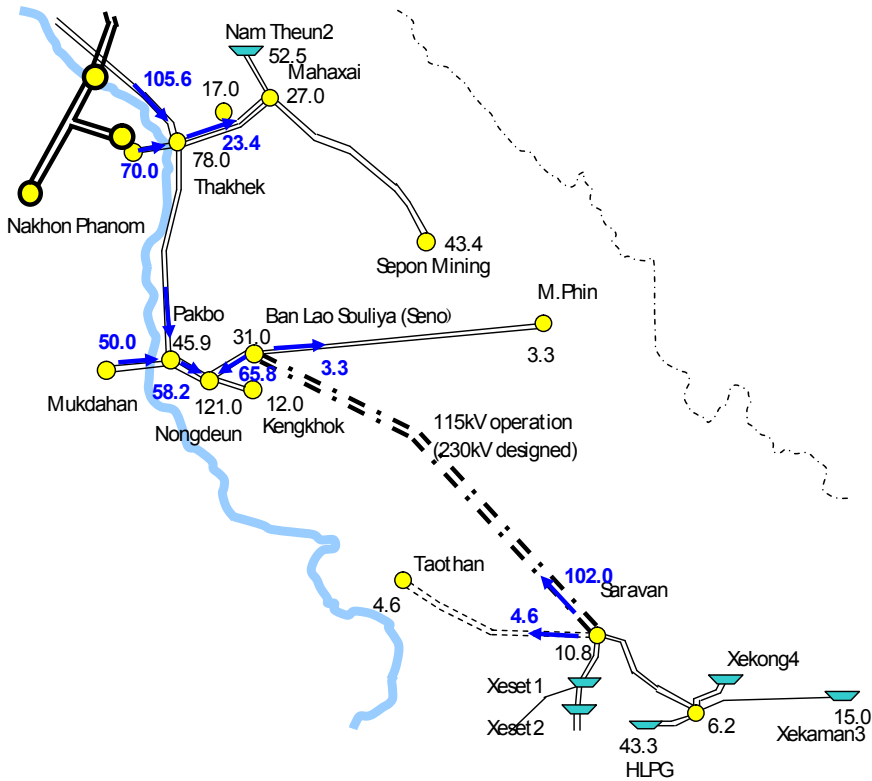 Nam Theun2
52.5
105.6
Mahaxai
17.0
27.0
23.4
70.0
78.0
Thakhek
Nakhon Phanom
43.4
Sepon Mining
M.Phin
Pakbo
Ban Lao Souliya (Seno)
50.0
45.9
31.0
3.3
3.3
65.8
58.2
Mukdahan
121.0
12.0
Kengkhok
Nongdeun
115kV operation
(230kV designed)
Taothan
102.0
Saravan
4.6
4.6
10.8
Xekong4
Xeset 1
Xeset2
15.0
6.2
Xekaman3
43.3
HLPG